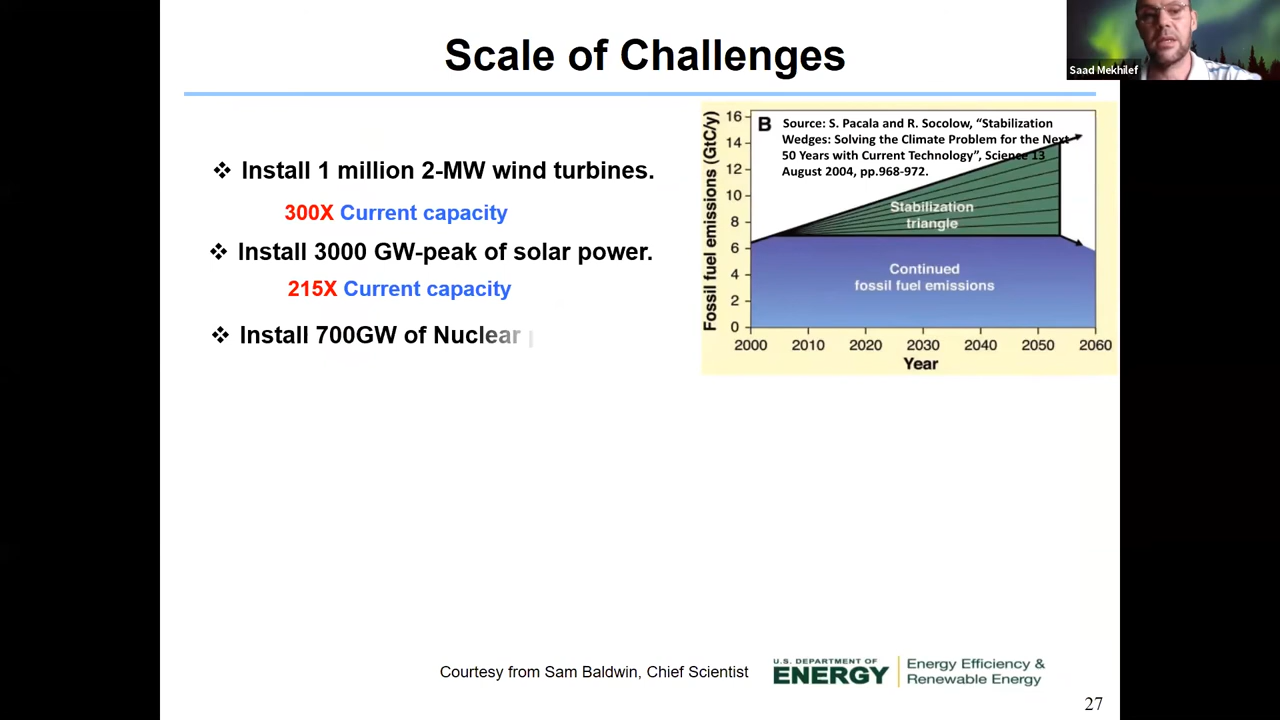 Scale of Challenges
Saad Mekhilef
❖ Install 1 million 2-MW wind turbines.
300X Current capacity
❖ Install 3000 GW-peak of solar power.
215X Current capacity
❖ Install 700GW of Nuclear
B
Source: S. Pacala and R. Socolow, “Stabilization
Wedges: Solving the Climate Problem for the Next
50 Years with Current Technology”, Science 13
August 2004, pp.968-972.
Fossil fuel emissions (GtC/y)
16
14
12
10
8
6
4
2
0
Stabilization
triangle
Continued
fossil fuel emissions
2000 2010 2020 2030 2040 2050 2060
Year
Courtesy from Sam Baldwin, Chief Scientist
U.S. DEPARTMENT OF
ENERGY
Energy Efficiency &
Renewable Energy
27